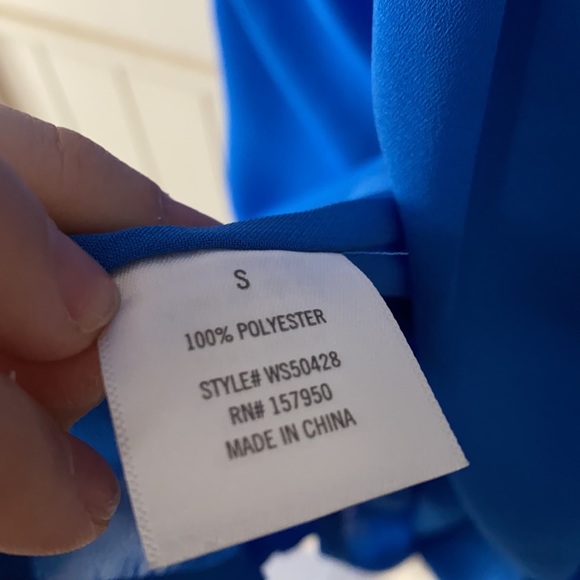 S
100% POLYESTER
STYLE# WS50428
RN# 157950
MADE IN CHINA